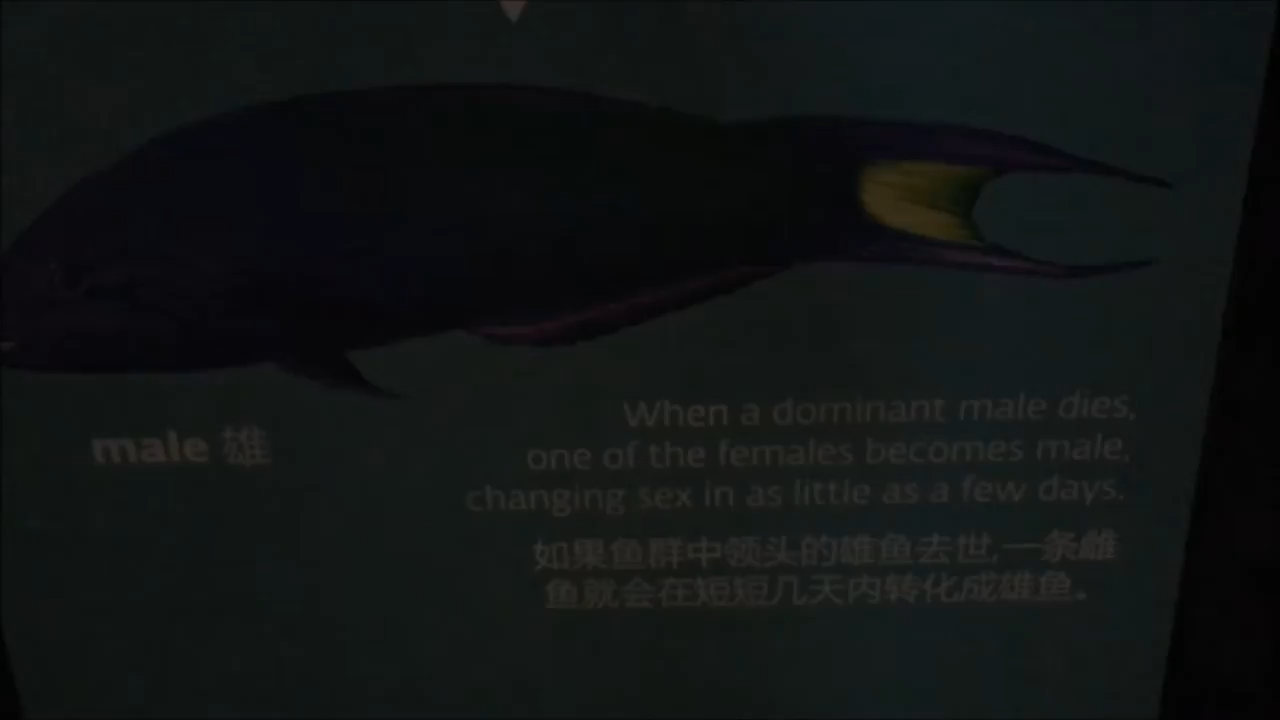 male 雄
When a dominant male dies,
one of the females becomes male,
changing sex in as little as a few days.
如果鱼群中领头的雄鱼去世,一条雌
鱼就会在短短几天内转化成雄鱼。